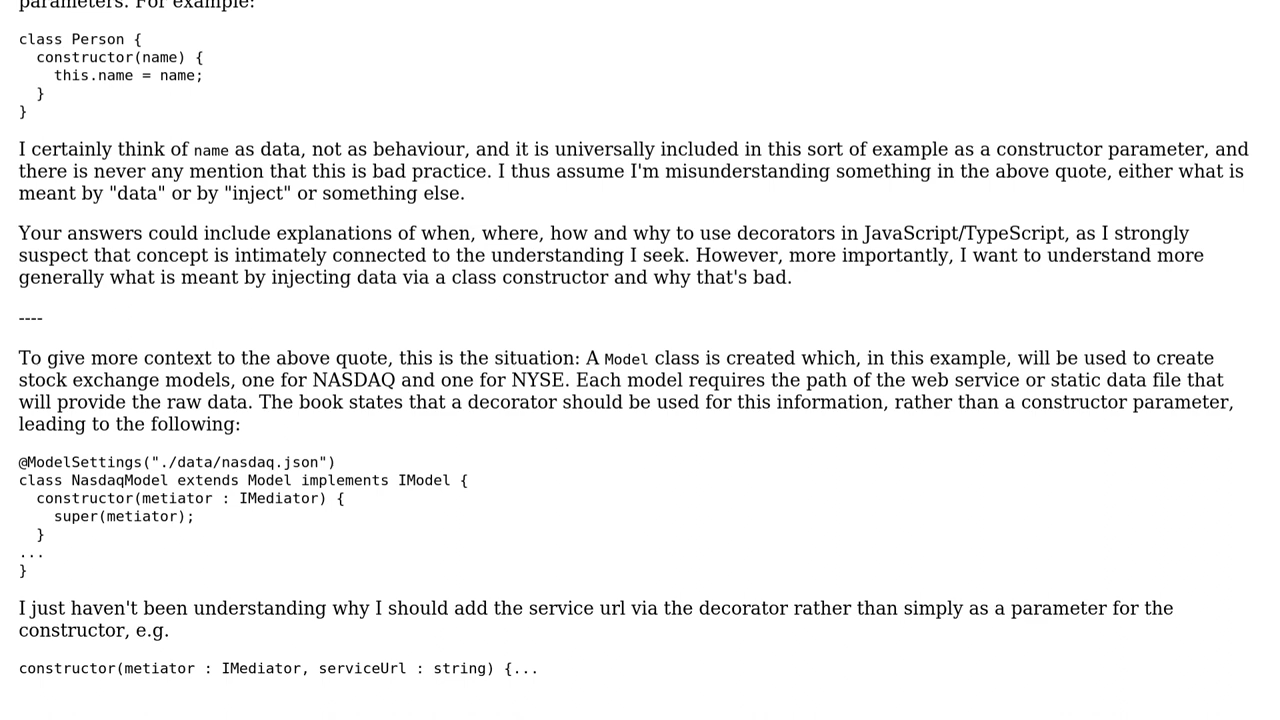 parameters. For example:
class Person {
  constructor(name) {
    this.name = name;
  }
}
I certainly think of name as data, not as behaviour, and it is universally included in this sort of example as a constructor parameter, and
there is never any mention that this is bad practice. I thus assume I'm misunderstanding something in the above quote, either what is
meant by "data" or by "inject" or something else.
Your answers could include explanations of when, where, how and why to use decorators in JavaScript/TypeScript, as I strongly
suspect that concept is intimately connected to the understanding I seek. However, more importantly, I want to understand more
generally what is meant by injecting data via a class constructor and why that's bad.
----
To give more context to the above quote, this is the situation: A Model class is created which, in this example, will be used to create
stock exchange models, one for NASDAQ and one for NYSE. Each model requires the path of the web service or static data file that
will provide the raw data. The book states that a decorator should be used for this information, rather than a constructor parameter,
leading to the following:
@ModelSettings("./data/nasdaq.json")
class NasdaqModel extends Model implements IModel {
  constructor(metiator : IMediator) {
    super(metiator);
  }
...
}
I just haven't been understanding why I should add the service url via the decorator rather than simply as a parameter for the
constructor, e.g.
constructor(metiator : IMediator, serviceUrl : string) {...